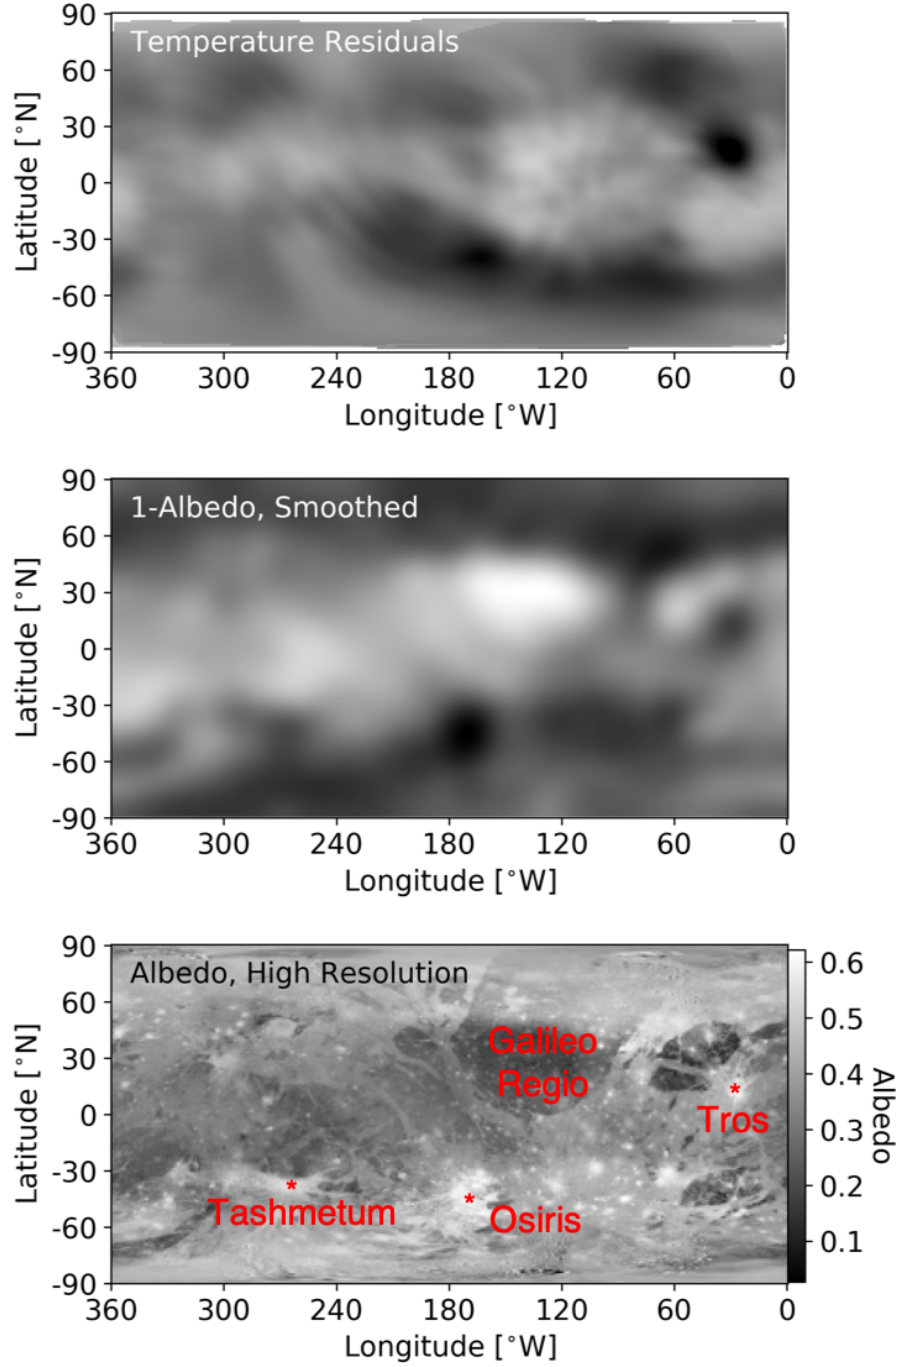 Temperature Residuals
90
60
30
0
-30
-60
-90
Latitude [°N]
360 300 240 180 120 60 0
Longitude [°W]
1-Albedo, Smoothed
90
60
30
0
-30
-60
-90
Latitude [°N]
360 300 240 180 120 60 0
Longitude [°W]
Albedo, High Resolution
90
60
30
0
-30
-60
-90
Latitude [°N]
Galileo
Regio
*
Tros
*
Tashmetum
*
Osiris
360 300 240 180 120 60 0
Longitude [°W]
0.6
0.5
0.4
0.3
0.2
0.1
Albedo